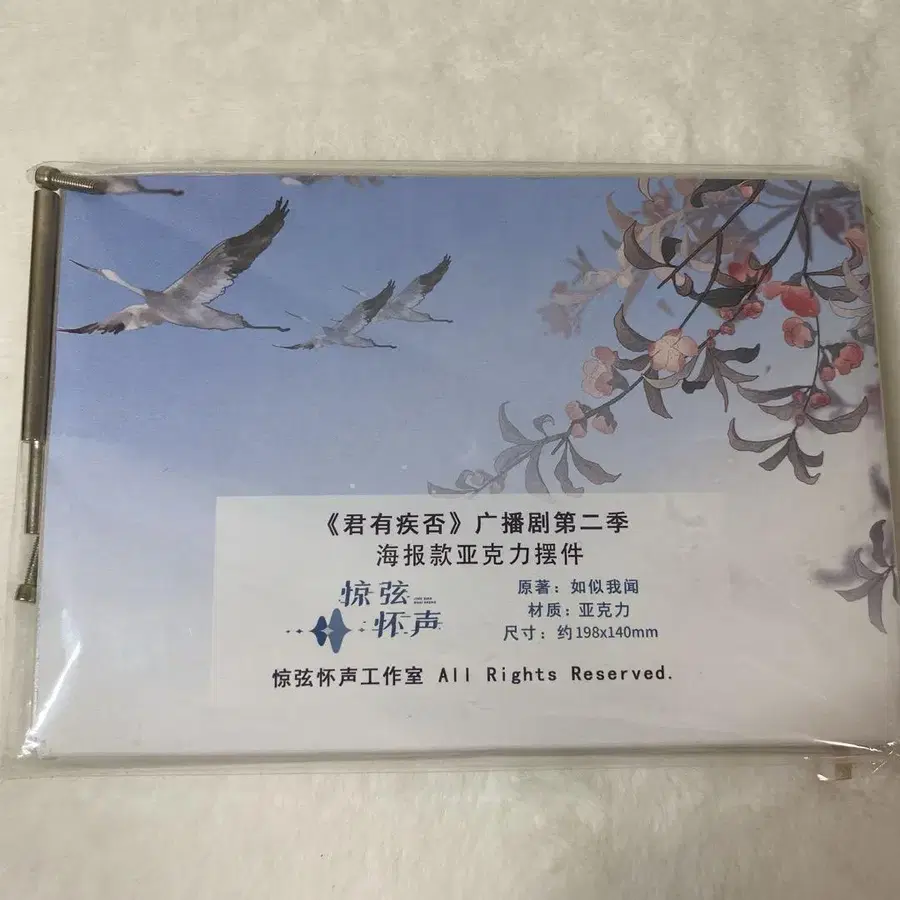 《君有疾否》广播剧第二季
海报款亚克力摆件
惊弦
怀声
原著：如似我闻
材质：亚克力
尺寸：约198x140mm
惊弦怀声工作室 All Rights Reserved.